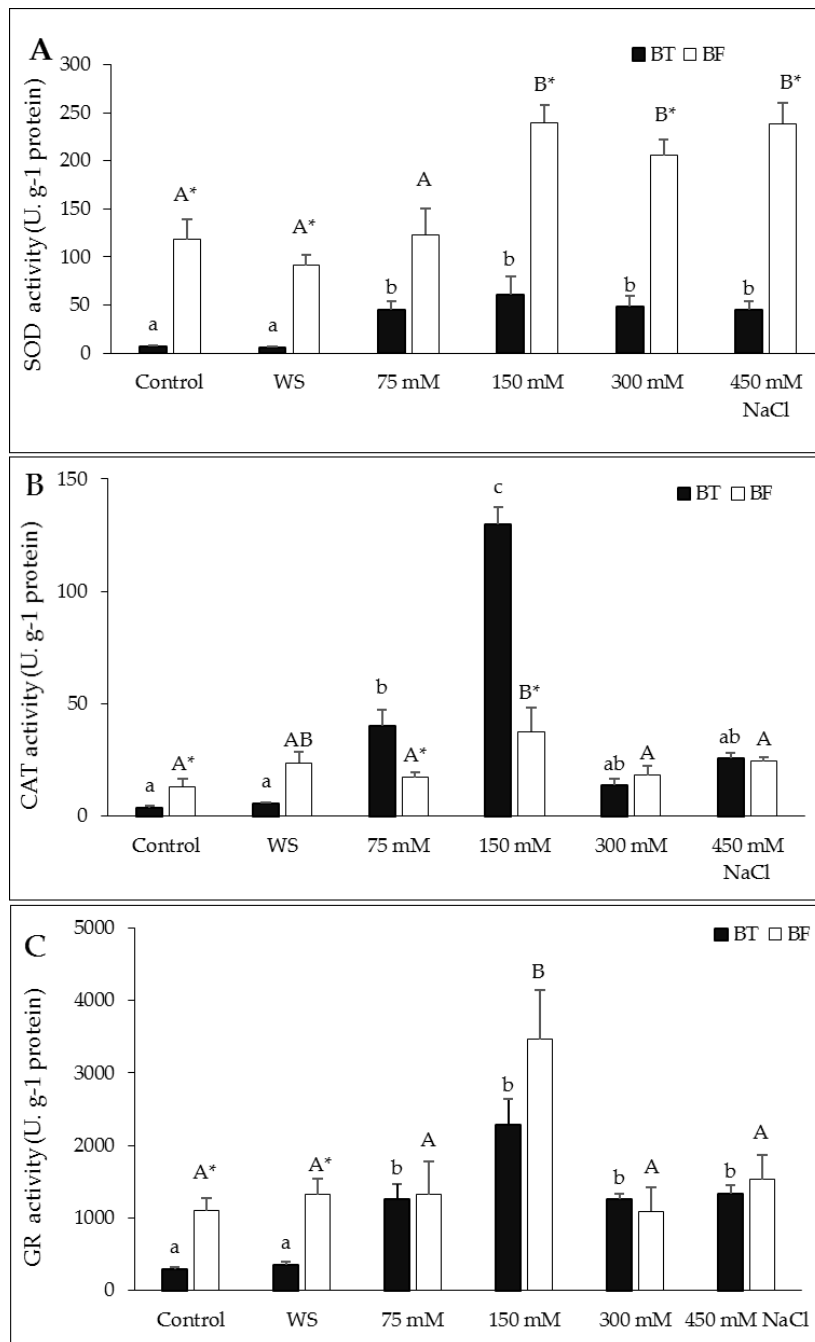 A
BT BF
SOD activity (U. g-1 protein)
300
250
200
150
100
50
0
A* A* A B* B* B*
a a b b b b
Control WS 75 mM 150 mM 300 mM 450 mM
NaCl
B
BT BF
CAT activity (U. g-1 protein)
150
100
50
0
a A* a AB b A* c B* ab A ab A
Control WS 75 mM 150 mM 300 mM 450 mM
NaCl
C
BT BF
GR activity (U. g-1 protein)
5000
4000
3000
2000
1000
0
a A* a A* b A b B b A b A
Control WS 75 mM 150 mM 300 mM 450 mM NaCl